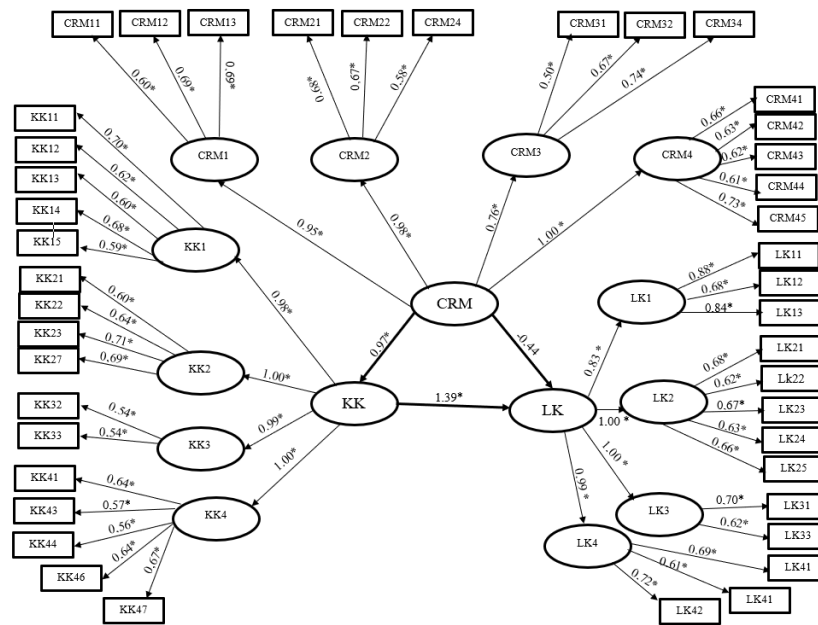 CRM11 CRM12 CRM13 CRM21 CRM22 CRM24 CRM31 CRM32 CRM34
0.60* 0.69* 0.69* 0.68* 0.67* 0.58* 0.50* 0.67* 0.74*
CRM1 CRM2 CRM3 CRM4
0.66* CRM41
0.63* CRM42
0.62* CRM43
0.61* CRM44
0.73* CRM45
KK11 0.70*
KK12 0.62*
KK13 0.60*
KK14 0.68*
KK15 0.59*
KK1
0.95* 0.98* 0.76* 1.00*
CRM
KK21 0.60*
KK22 0.64*
KK23 0.71*
KK27 0.69*
KK2
0.98*
1.00*
0.97* -0.44
LK1
0.88* LK11
0.68* LK12
0.84* LK13
0.83 *
KK 1.39* LK
1.00 *
LK2
0.68* LK21
0.62* Lk22
0.67* LK23
0.63* LK24
0.66* LK25
KK32 0.54*
KK33 0.54*
KK3
0.99*
1.00*
KK41 0.64*
KK43 0.57*
KK44 0.56*
KK46 0.64*
KK47 0.67*
KK4
1.00 *
0.99 *
LK3
0.70* LK31
0.62* LK33
LK4
0.69* LK41
0.61* LK41
0.72* LK42